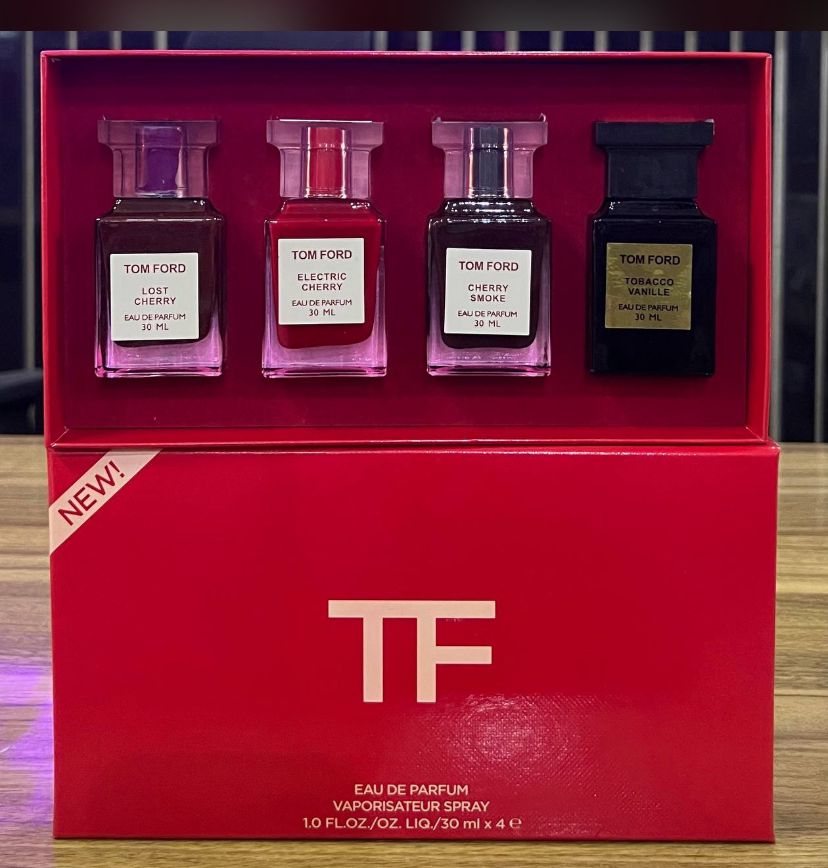 TOM FORD
LOST
CHERRY
EAU DE PARFUM
30 ML
TOM FORD
ELECTRIC
CHERRY
EAU DE PARFUM
30 ML
TOM FORD
CHERRY
SMOKE
EAU DE PARFUM
30 ML
TOM FORD
TOBACCO
VANILLE
EAU DE PARFUM
30 ML
NEW!
TF
EAU DE PARFUM
VAPORISATEUR SPRAY
1.0 FL.OZ./OZ. LIQ./30 ml x 4 ℮